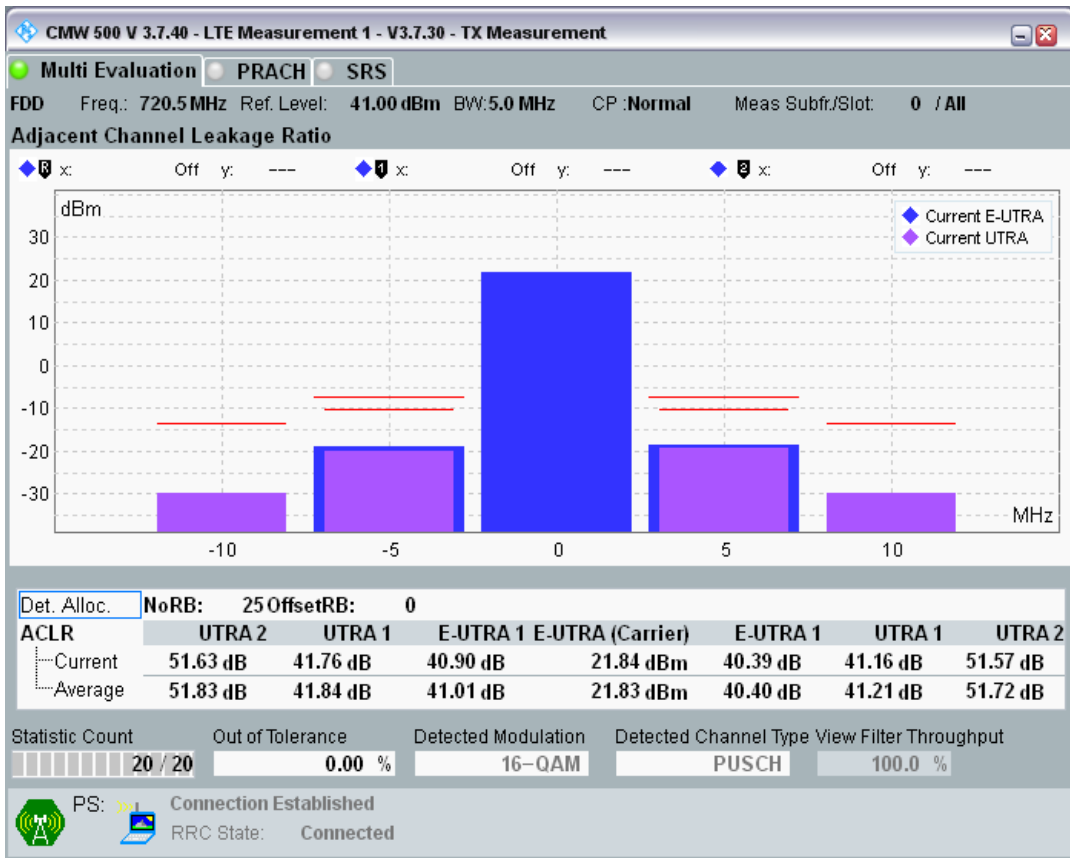 CMW 500 V 3.7.40 - LTE Measurement 1 - V3.7.30 - TX Measurement
Multi Evaluation PRACH SRS
FDD Freq.: 720.5 MHz Ref. Level: 41.00 dBm BW:5.0 MHz CP :Normal Meas Subfr./Slot: 0 / All
Adjacent Channel Leakage Ratio
R x: Off y: --- 1 x: Off y: --- 2 x: Off y: ---
dBm
Current E-UTRA
Current UTRA
30
20
10
0
-10
-20
-30
MHz
-10 -5 0 5 10
Det. Alloc. NoRB: 25 OffsetRB: 0
ACLR UTRA 2 UTRA 1 E-UTRA 1 E-UTRA (Carrier) E-UTRA 1 UTRA 1 UTRA 2
Current 51.63 dB 41.76 dB 40.90 dB 21.84 dBm 40.39 dB 41.16 dB 51.57 dB
Average 51.83 dB 41.84 dB 41.01 dB 21.83 dBm 40.40 dB 41.21 dB 51.72 dB
Statistic Count Out of Tolerance Detected Modulation Detected Channel Type View Filter Throughput
20 / 20 0.00 % 16-QAM PUSCH 100.0 %
PS: Connection Established
RRC State: Connected